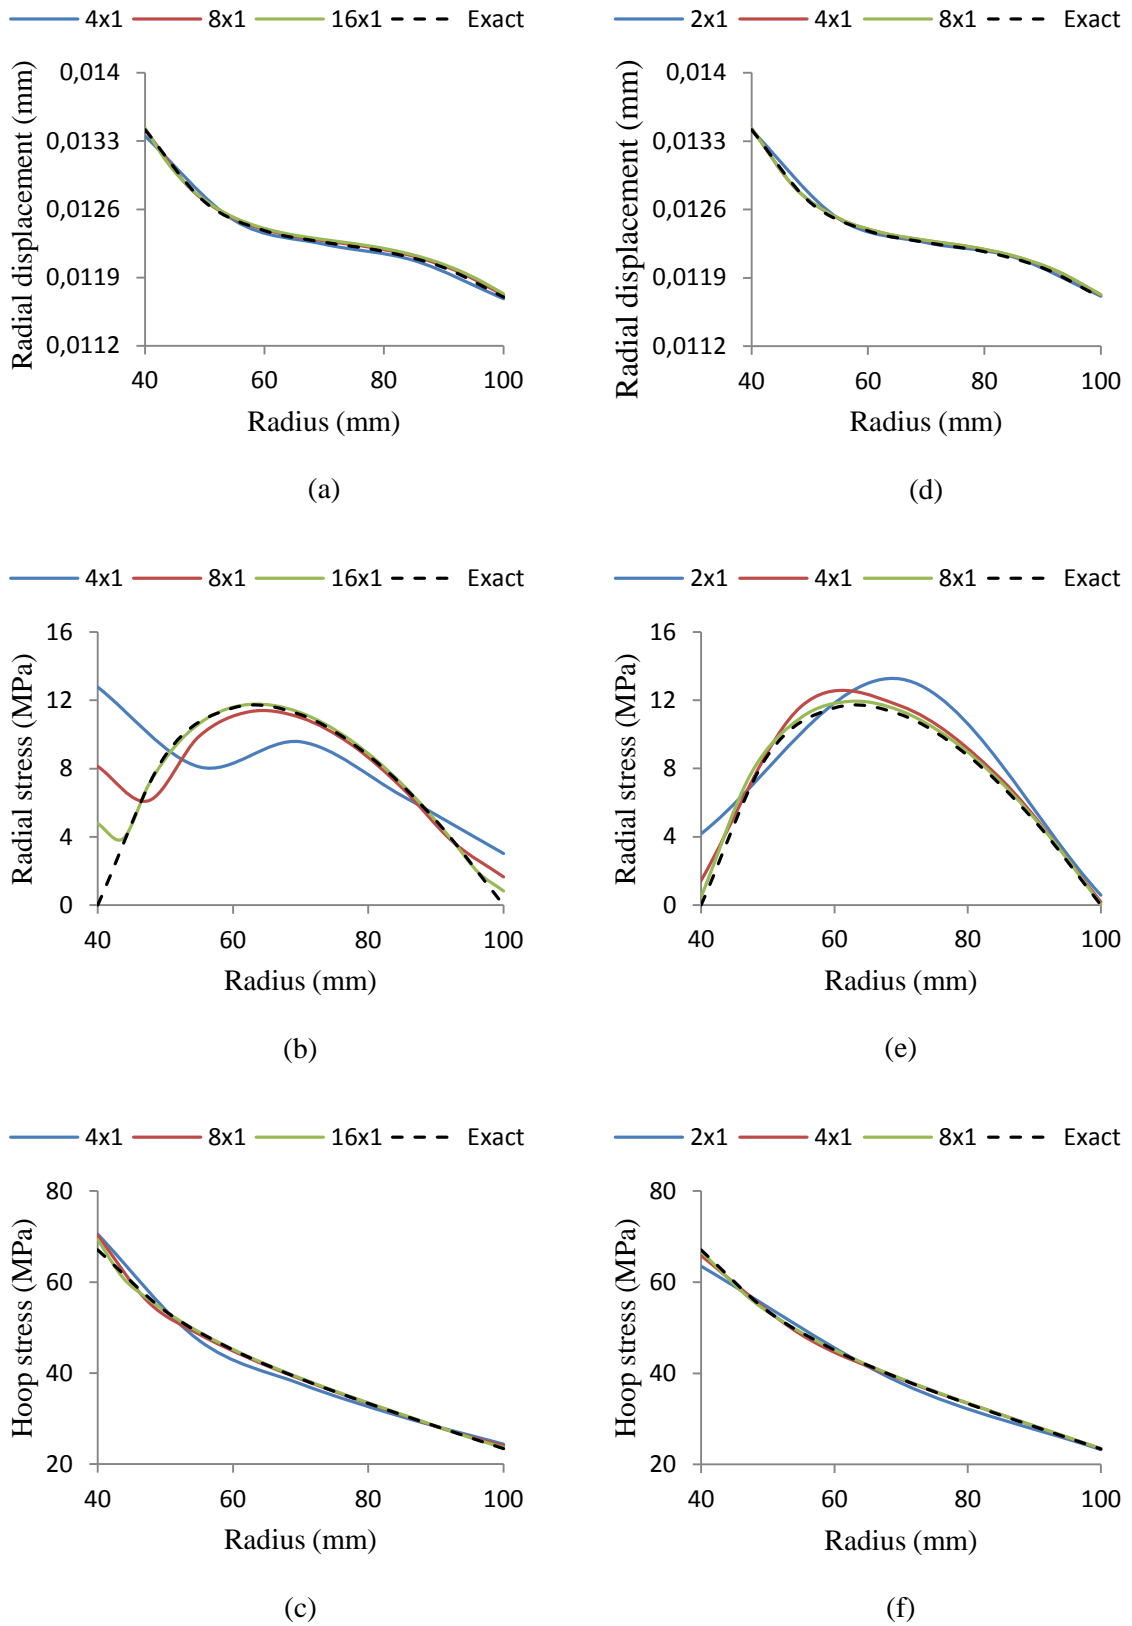 4x1 8x1 16x1 Exact
Radial displacement (mm)
0,014
0,0133
0,0126
0,0119
0,0112
40 60 80 100
Radius (mm)
(a)
2x1 4x1 8x1 Exact
Radial displacement (mm)
0,014
0,0133
0,0126
0,0119
0,0112
40 60 80 100
Radius (mm)
(d)
4x1 8x1 16x1 Exact
Radial stress (MPa)
16
12
8
4
0
40 60 80 100
Radius (mm)
(b)
2x1 4x1 8x1 Exact
Radial stress (MPa)
16
12
8
4
0
40 60 80 100
Radius (mm)
(e)
4x1 8x1 16x1 Exact
Hoop stress (MPa)
80
60
40
20
40 60 80 100
Radius (mm)
(c)
2x1 4x1 8x1 Exact
Hoop stress (MPa)
80
60
40
20
40 60 80 100
Radius (mm)
(f)